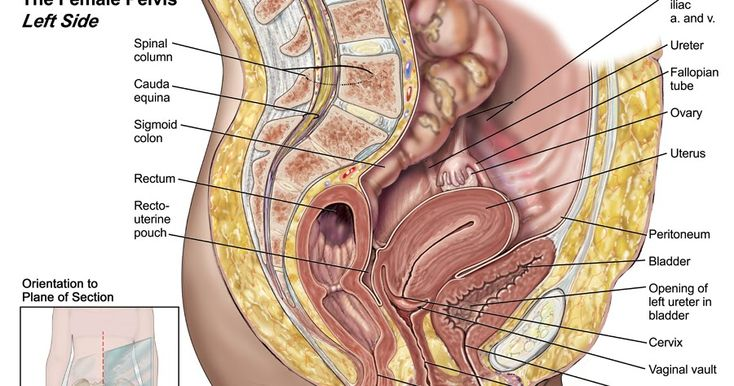 The Female Pelvis
Left Side
Spinal
column
Cauda
equina
Sigmoid
colon
Rectum
Recto-
uterine
pouch
Orientation to
Plane of Section
iliac
a. and v.
Ureter
Fallopian
tube
Ovary
Uterus
Peritoneum
Bladder
Opening of
left ureter in
bladder
Cervix
Vaginal vault